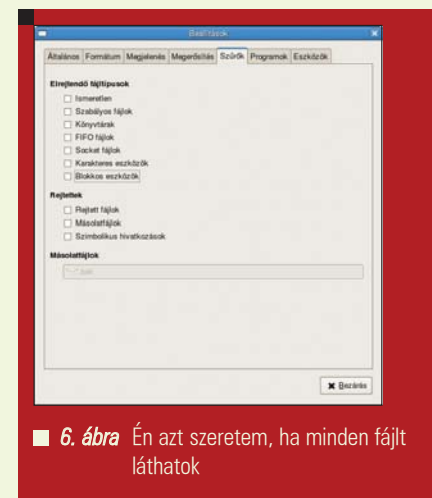 Beállítások
Általános Formátum Megjelenés Megerősítés Szűrők Programok Eszközök
Elrejtendő fájltípusok
Ismeretlen
Szabályos fájlok
Könyvtárak
FIFO fájlok
Socket fájlok
Karakteres eszközök
Blokkos eszközök
Rejtettek
Rejtett fájlok
Másolatfájlok
Szimbolikus hivatkozások
Másolatfájlok
Bezárás
6. ábra Én azt szeretem, ha minden fájlt
láthatok